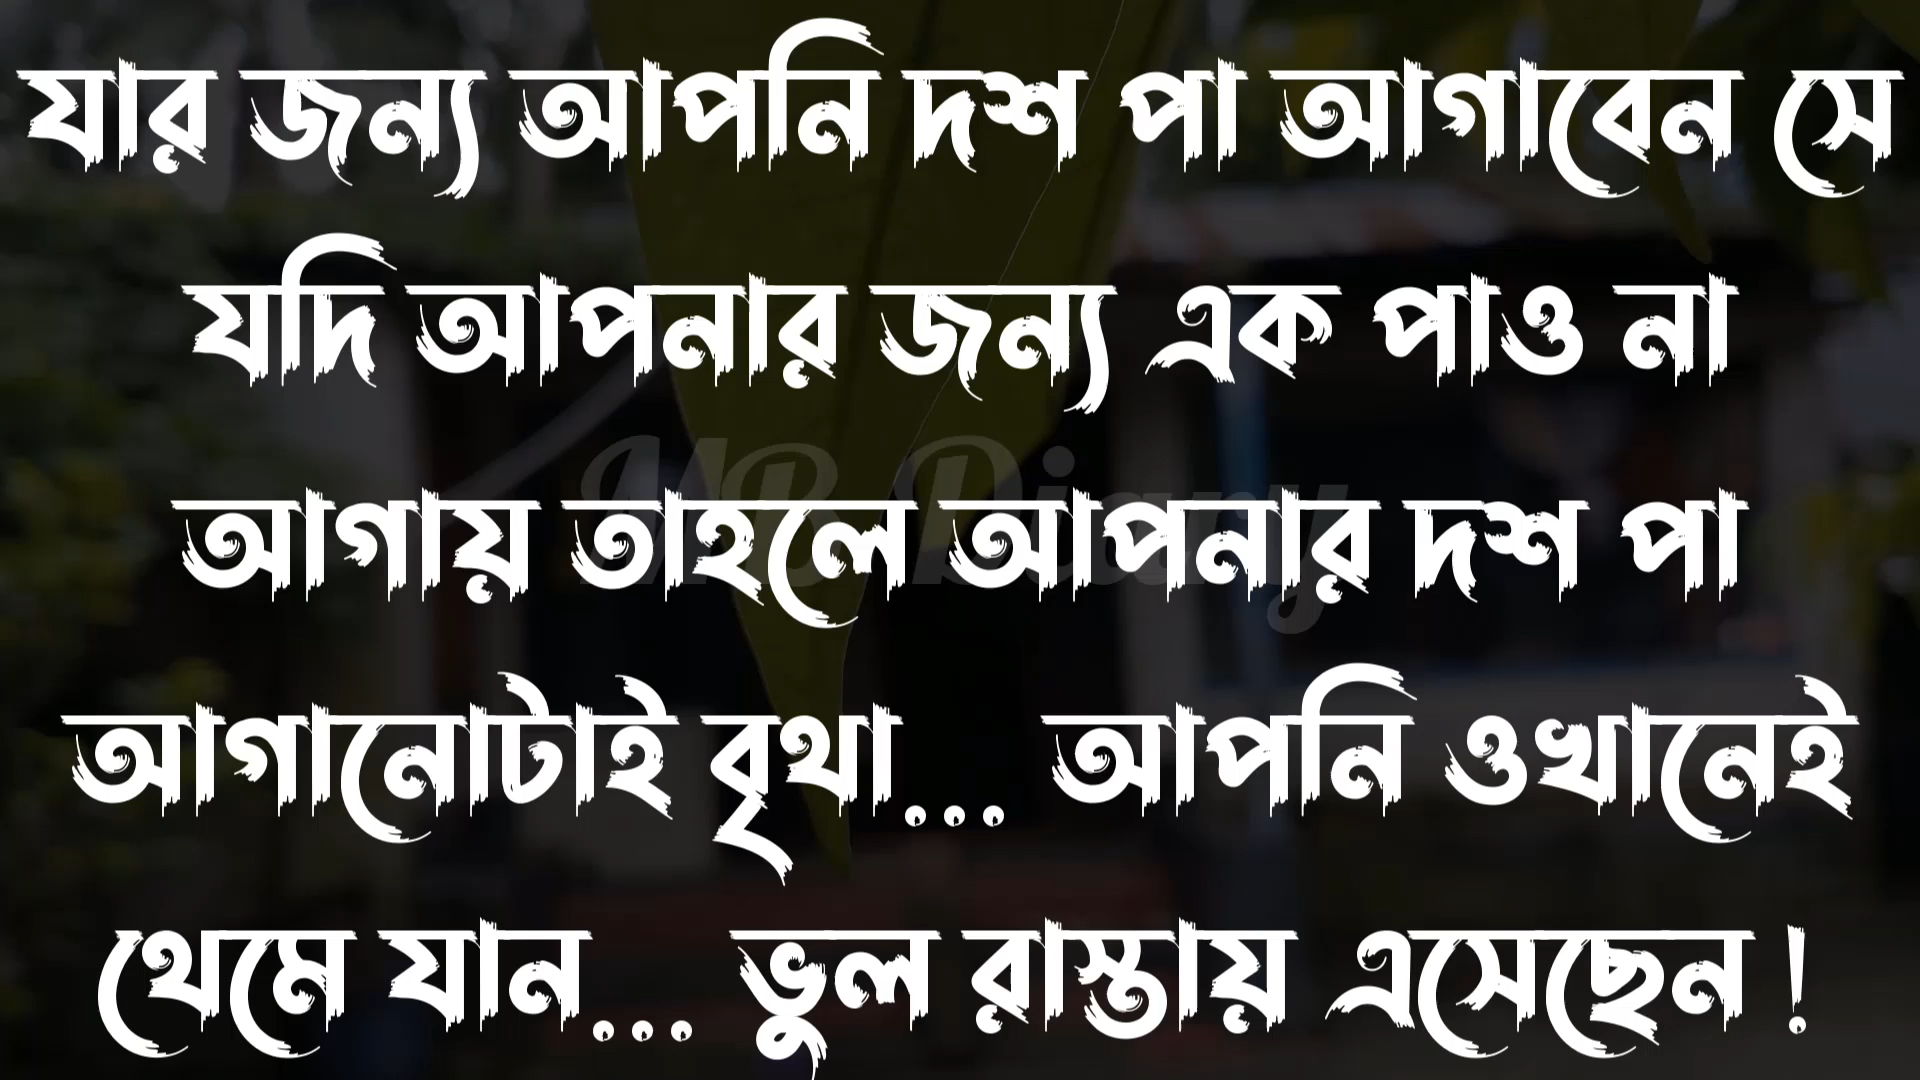 যার জন্য আপনি দশ পা আগাবেন সে
যদি আপনার জন্য এক পাও না
আগায় তাহলে আপনার দশ পা
আগানোটাই বৃথা... আপনি ওখানেই
থেমে যান... ভুল রাস্তায় এসেছেন !